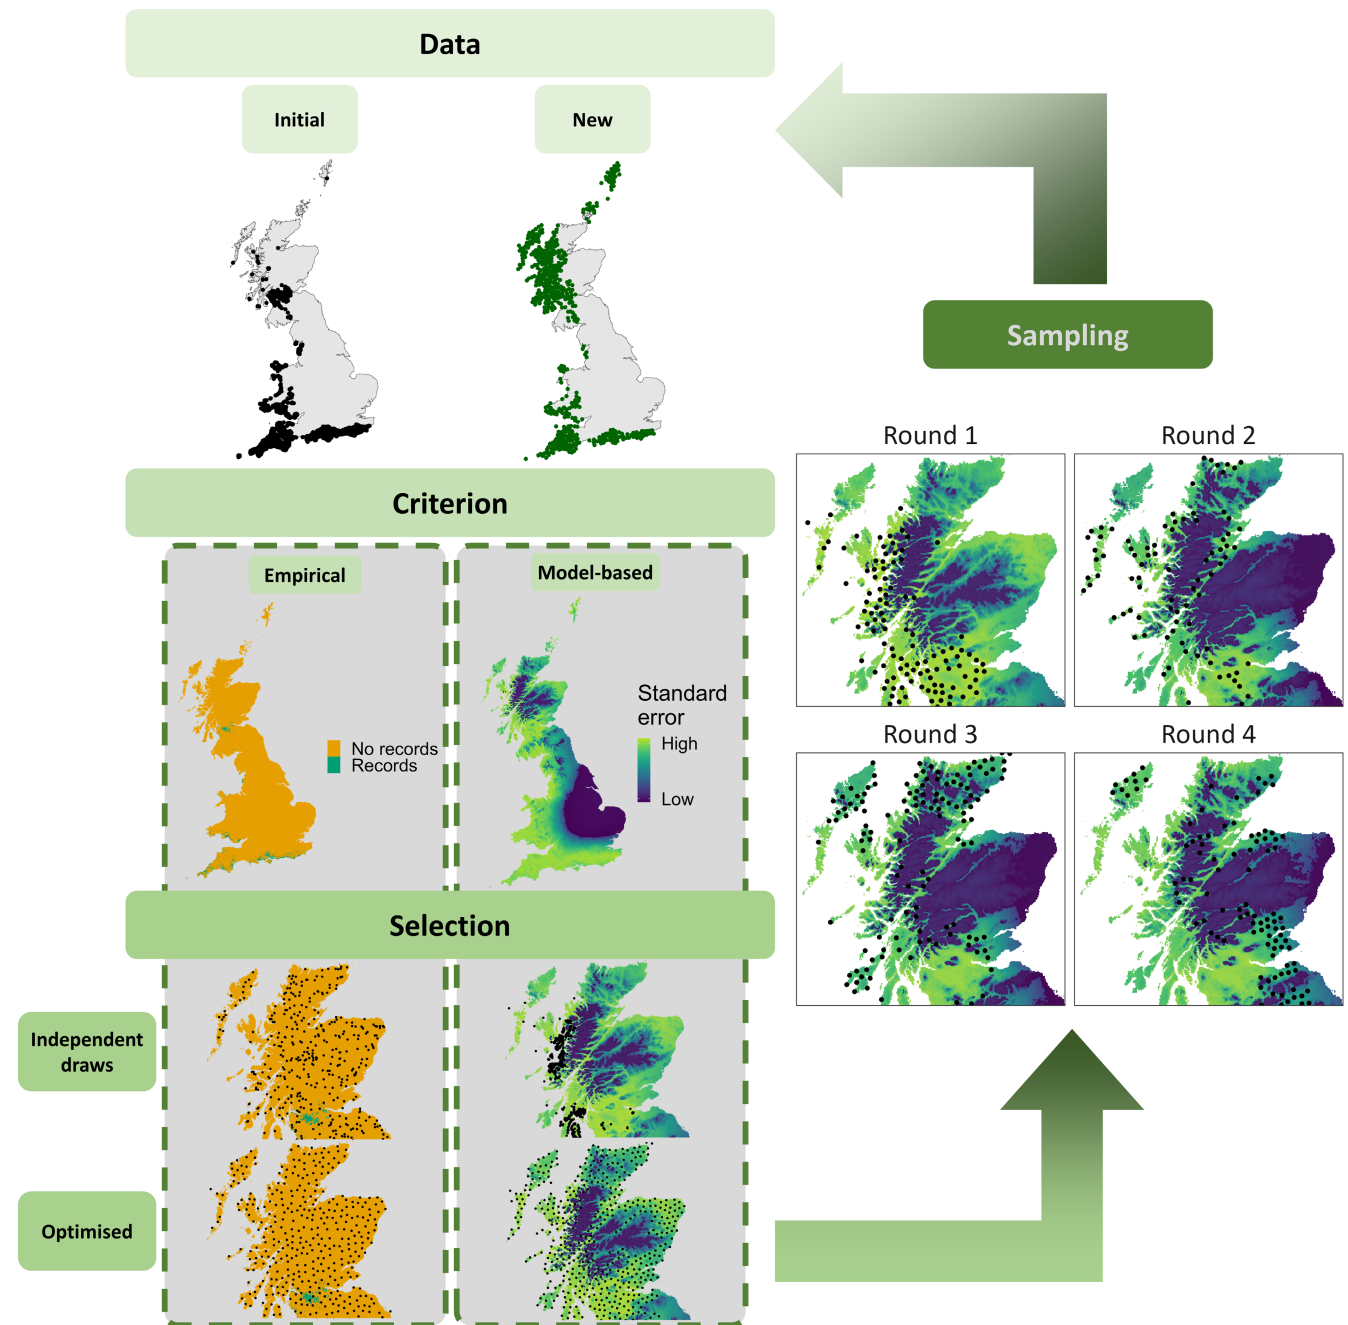 Data
Initial
New
Sampling
Round 1
Round 2
Criterion
Empirical
Model-based
No records
Records
Standard
error
High
Low
Round 3
Round 4
Selection
Independent
draws
Optimised